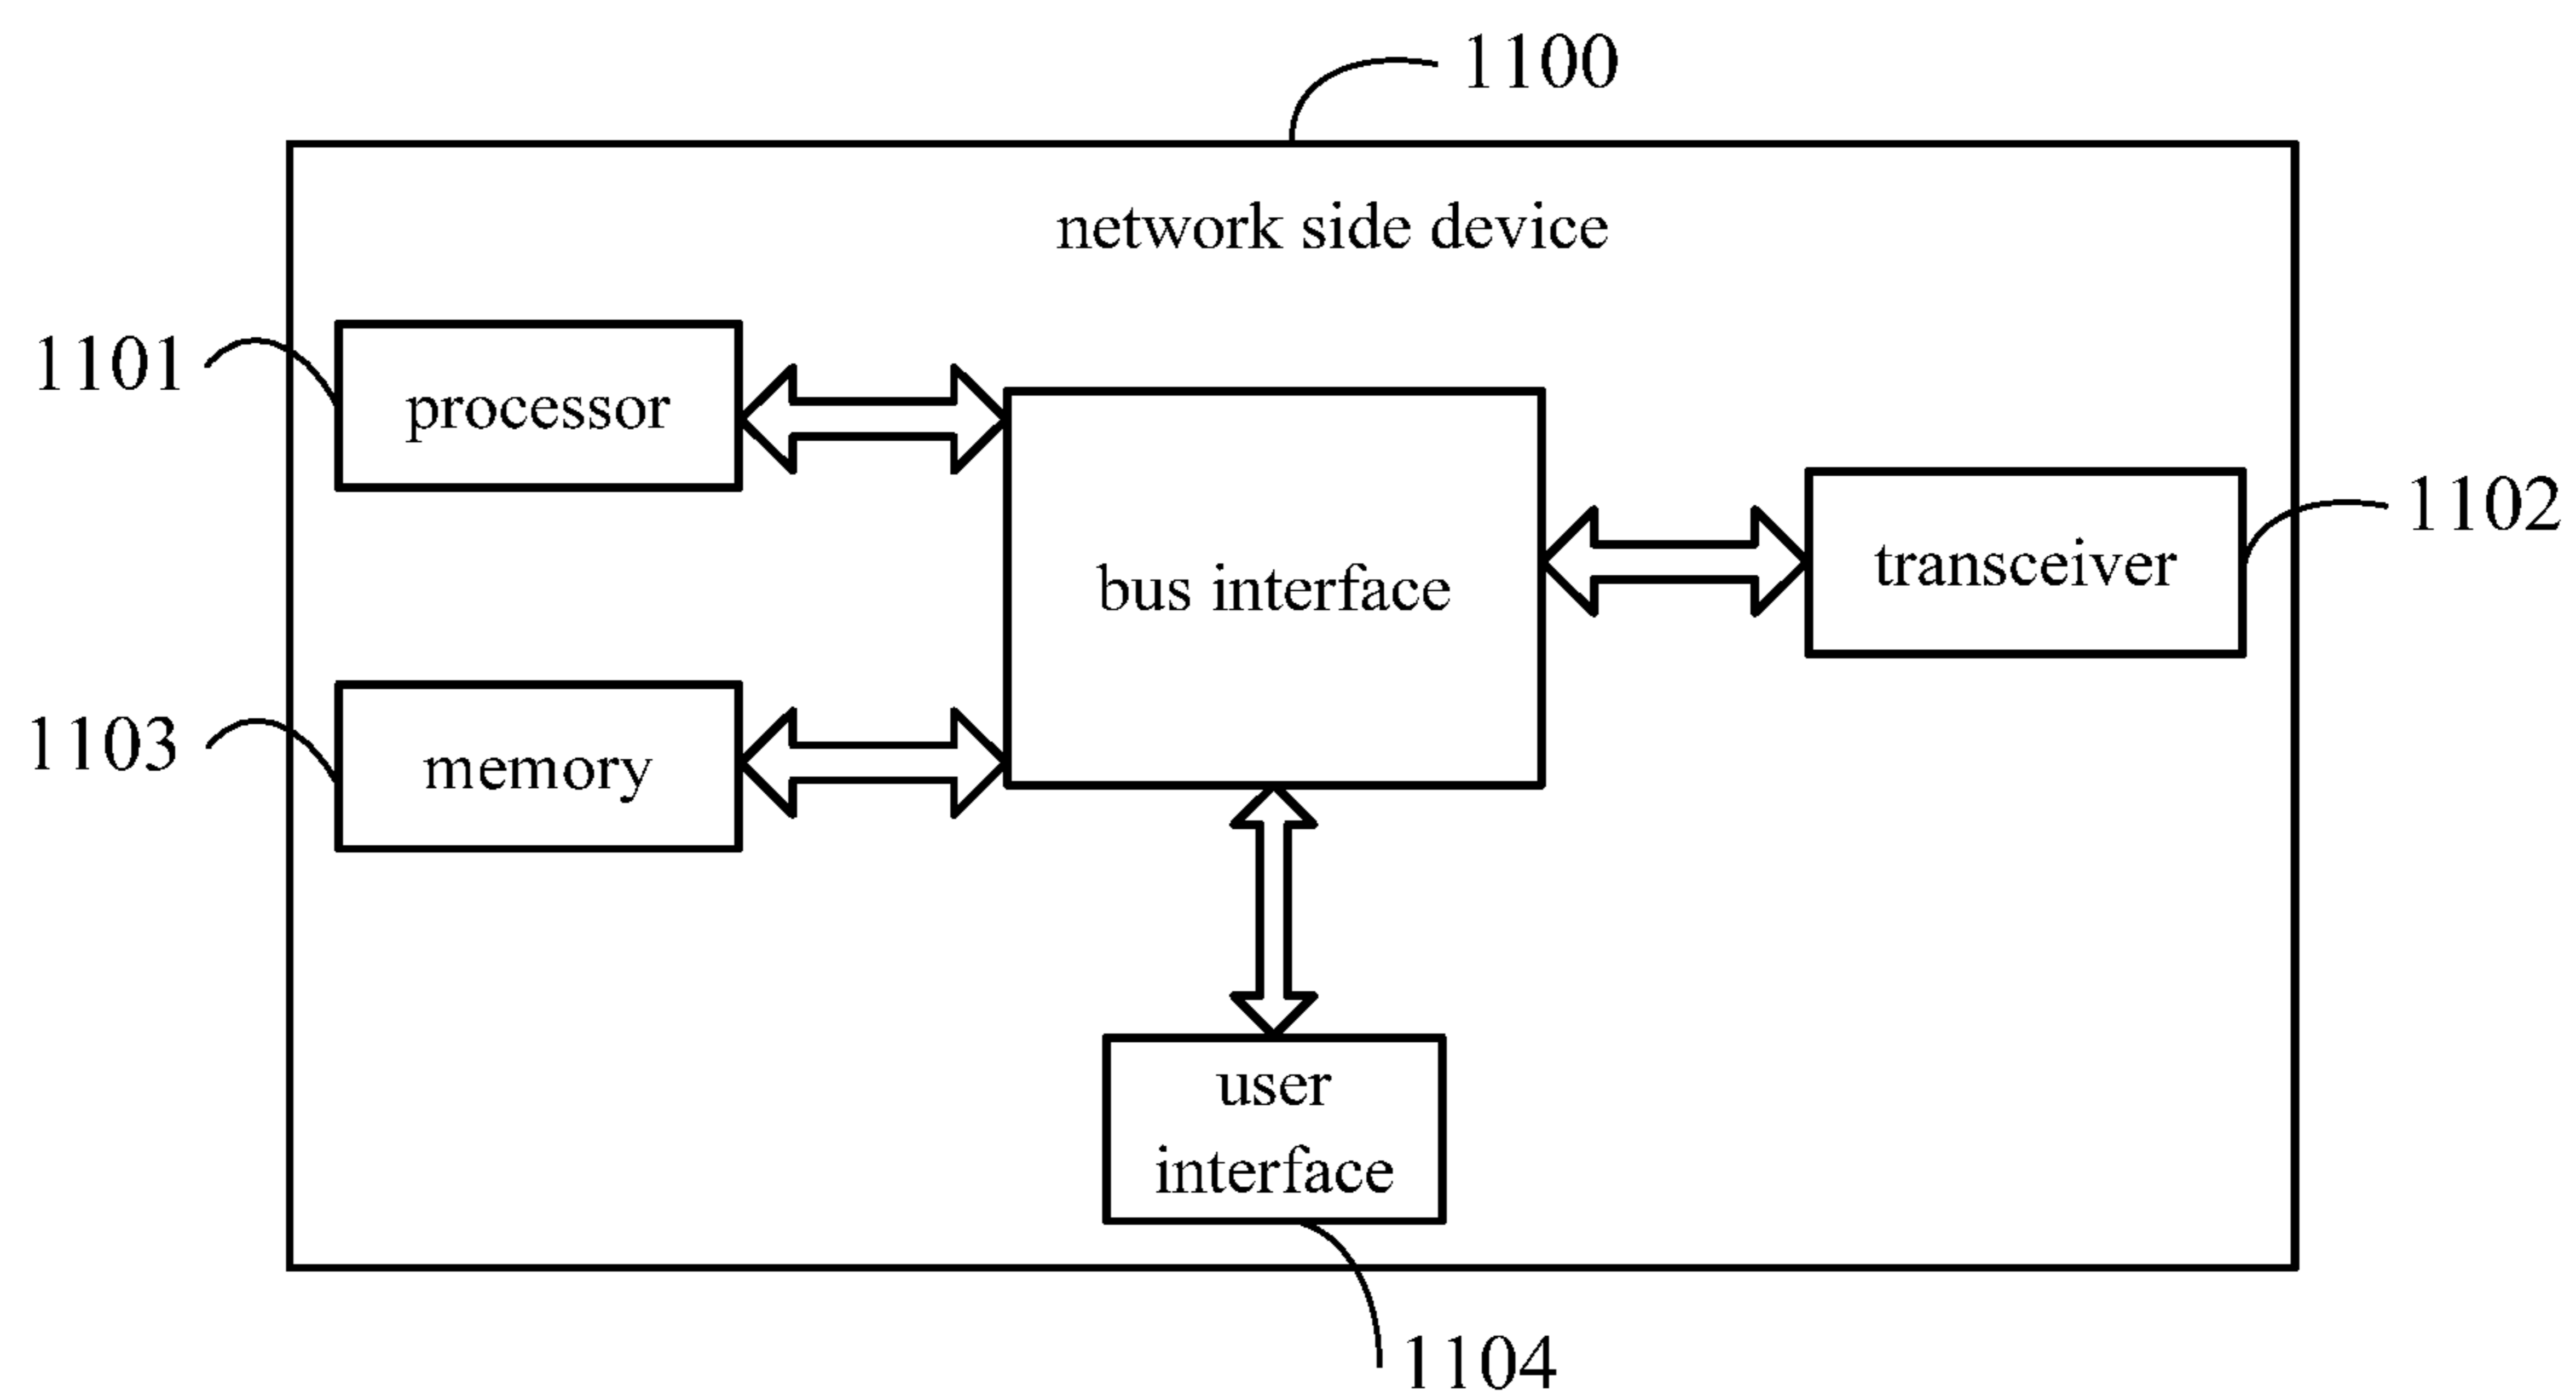 1100
network side device
1101
processor
bus interface
transceiver
1102
1103
memory
user
interface
1104